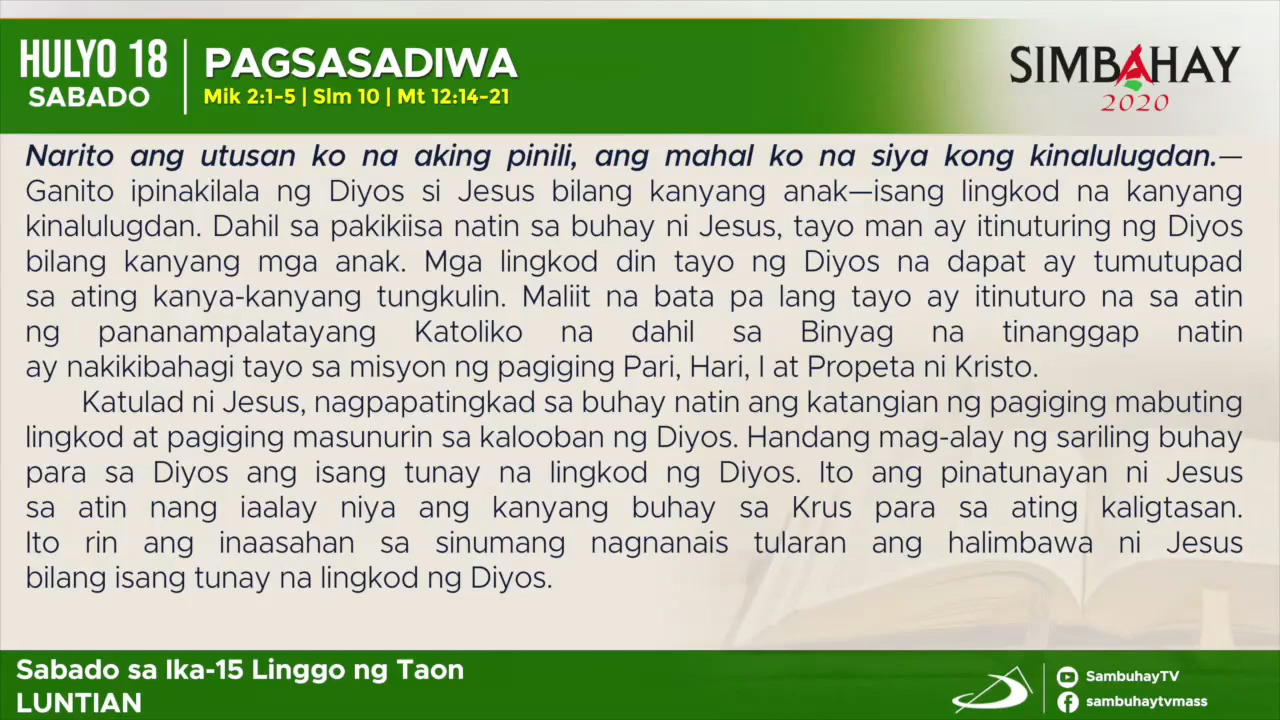 HULYO 18
SABADO
PAGSASADIWA
Mik 2:1-5 | Slm 10 | Mt 12:14-21
SIMBAHAY
2020
Narito ang utusan ko na aking pinili, ang mahal ko na siya kong kinalulugdan.—
Ganito ipinakilala ng Diyos si Jesus bilang kanyang anak—isang lingkod na kanyang
kinalulugdan. Dahil sa pakikiisa natin sa buhay ni Jesus, tayo man ay itinuturing ng Diyos
bilang kanyang mga anak. Mga lingkod din tayo ng Diyos na dapat ay tumutupad
sa ating kanya-kanyang tungkulin. Maliit na bata pa lang tayo ay itinuturo na sa atin
ng pananampalatayang Katoliko na dahil sa Binyag na tinanggap natin
ay nakikibahagi tayo sa misyon ng pagiging Pari, Hari, I at Propeta ni Kristo.
Katulad ni Jesus, nagpapatingkad sa buhay natin ang katangian ng pagiging mabuting
lingkod at pagiging masunurin sa kalooban ng Diyos. Handang mag-alay ng sariling buhay
para sa Diyos ang isang tunay na lingkod ng Diyos. Ito ang pinatunayan ni Jesus
sa atin nang iaalay niya ang kanyang buhay sa Krus para sa ating kaligtasan.
Ito rin ang inaasahan sa sinumang nagnanais tularan ang halimbawa ni Jesus
bilang isang tunay na lingkod ng Diyos.
Sabado sa Ika-15 Linggo ng Taon
LUNTIAN
SambuhayTV
sambuhaytvmass